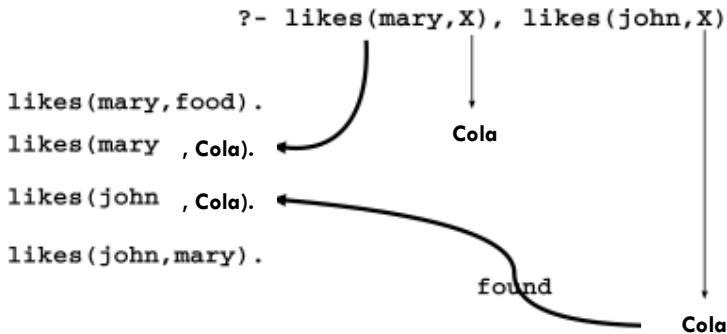 ?- likes(mary,X), likes(john,X)
likes(mary,food).
Cola
likes(mary , Cola).
likes(john , Cola).
likes(john,mary).
found
Cola